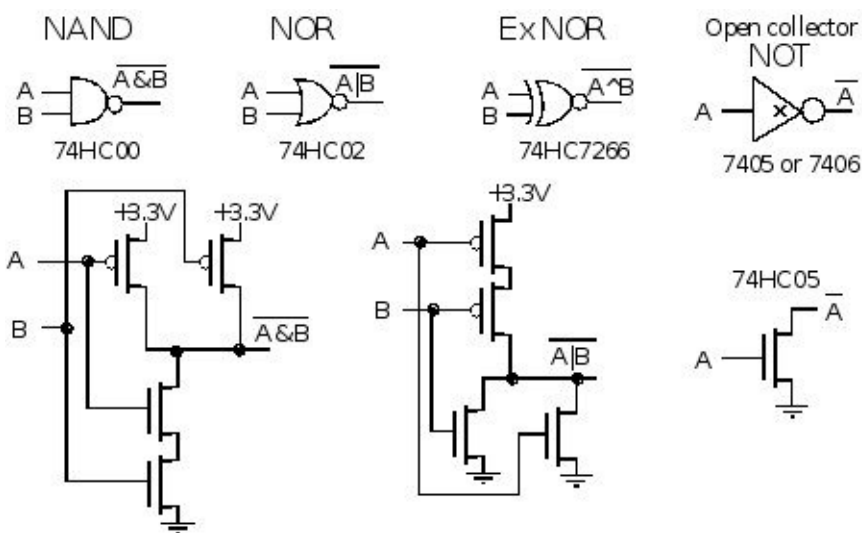 NAND
NOR
Ex NOR
Open collector
NOT
A
B
A&B
A
B
A|B
A
B
A^B
A
x
A
74HC00
74HC02
74HC7266
7405 or 7406
+3.3V
+3.3V
A
B
A&B
+3.3V
A
B
A|B
74HC05
A
A